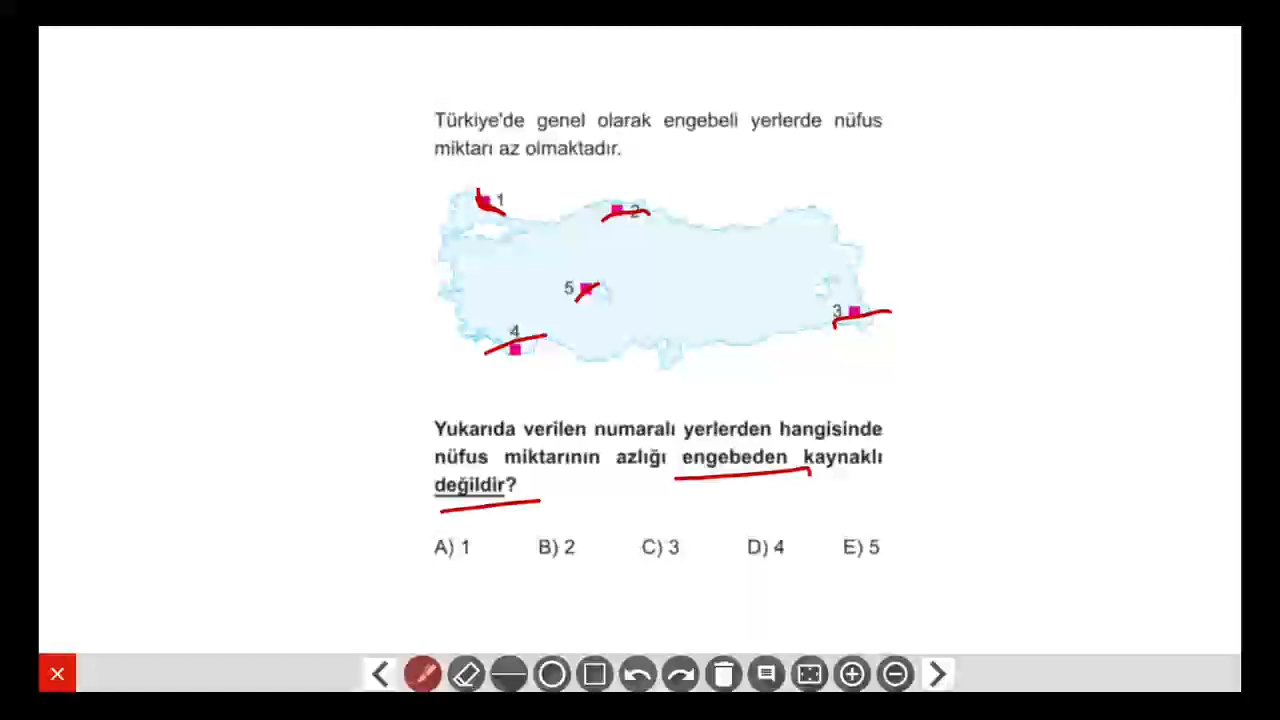 Türkiye'de genel olarak engebeli yerlerde nüfus
miktarı az olmaktadır.
1
2
5
3
4
Yukarıda verilen numaralı yerlerden hangisinde
nüfus miktarının azlığı engebeden kaynaklı
değildir?
A) 1 B) 2 C) 3 D) 4 E) 5